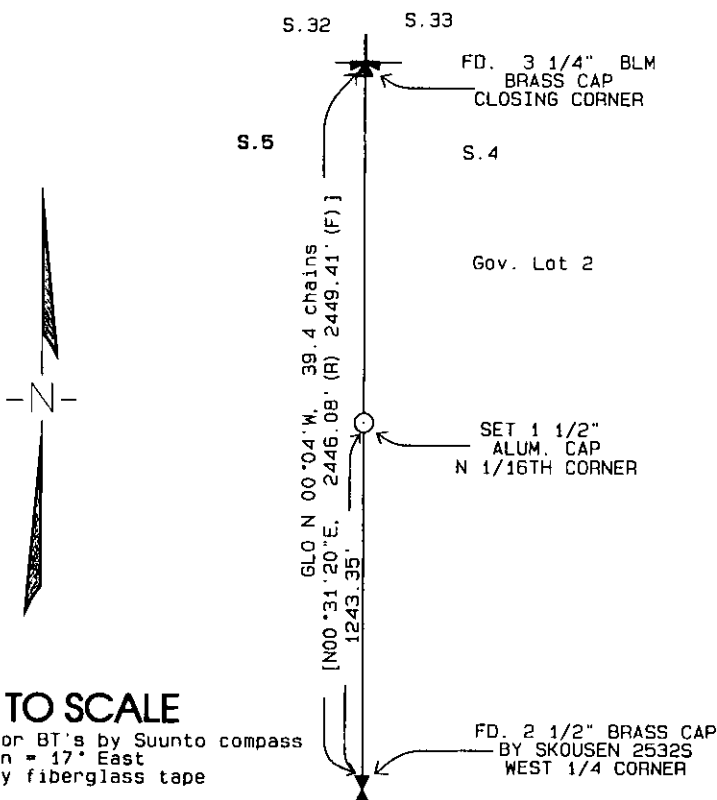 S.32
S.33
FD. 3 1/4" BLM
BRASS CAP
CLOSING CORNER
S.5
S.4
Gov. Lot 2
GLO N 00°04'W, 39.4 chains
[N00°31'20"E, 2446.08' (R) 2449.41' (F)]
1243.35'
-N-
SET 1 1/2"
ALUM. CAP
N 1/16TH CORNER
TO SCALE
or BT's by Suunto compass
n = 17° East
y fiberglass tape
FD. 2 1/2" BRASS CAP
BY SKOUSEN 2532S
WEST 1/4 CORNER